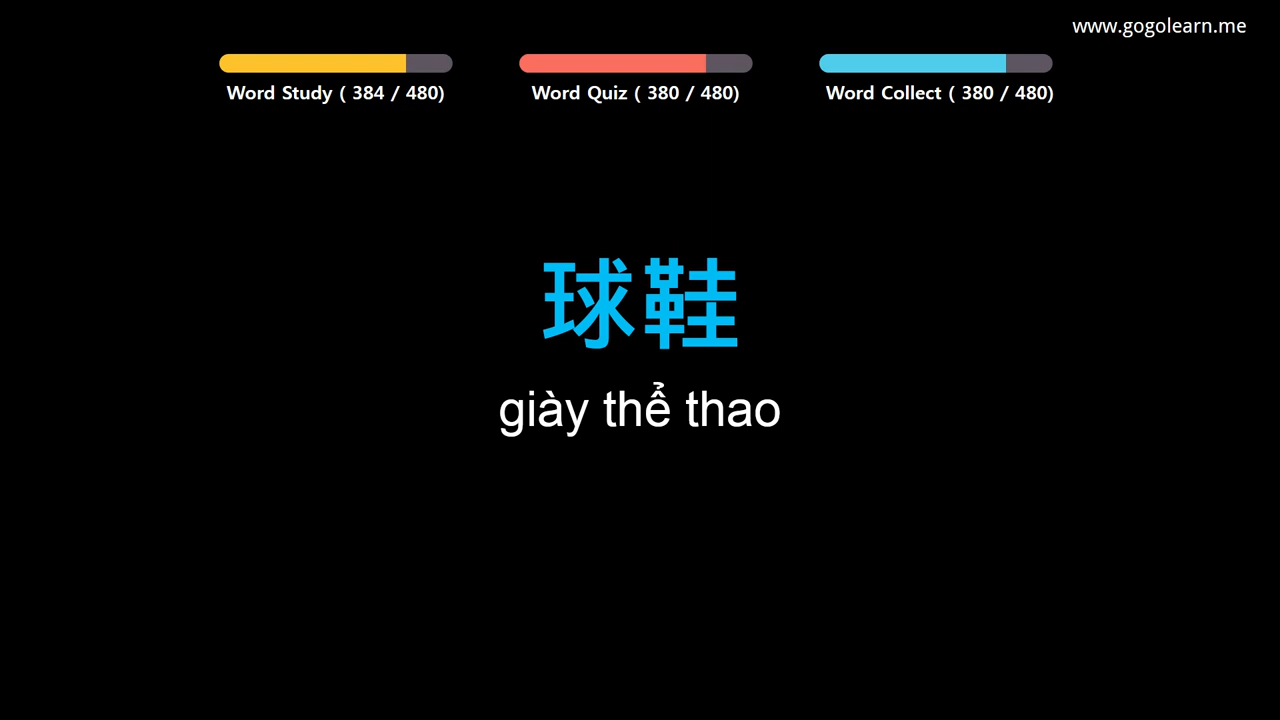 www.gogolearn.me
Word Study ( 384 / 480)
Word Quiz ( 380 / 480)
Word Collect ( 380 / 480)
球鞋
giày thể thao